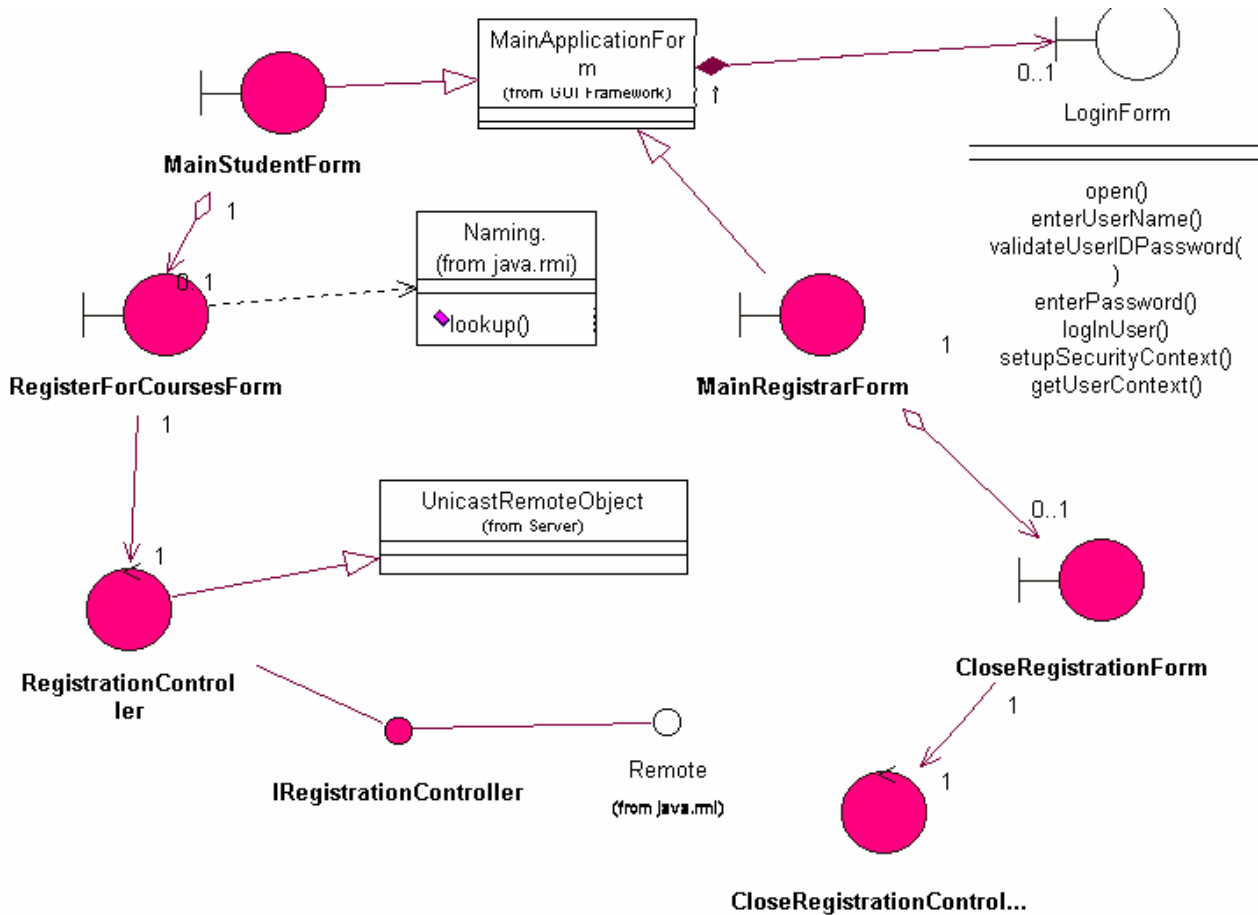 MainApplicationFor
m
(from GUI Framework)
1
0..1
LoginForm
open()
enterUserName()
validateUserIDPassword(
)
enterPassword()
logInUser()
setupSecurityContext()
getUserContext()
MainStudentForm
1
0..1
Naming.
(from java.rmi)
lookup()
RegisterForCoursesForm
1
1
MainRegistrarForm
1
0..1
UnicastRemoteObject
(from Server)
RegistrationControl
ler
IRegistrationController
Remote
(from java.rmi)
CloseRegistrationForm
1
1
CloseRegistrationControl...